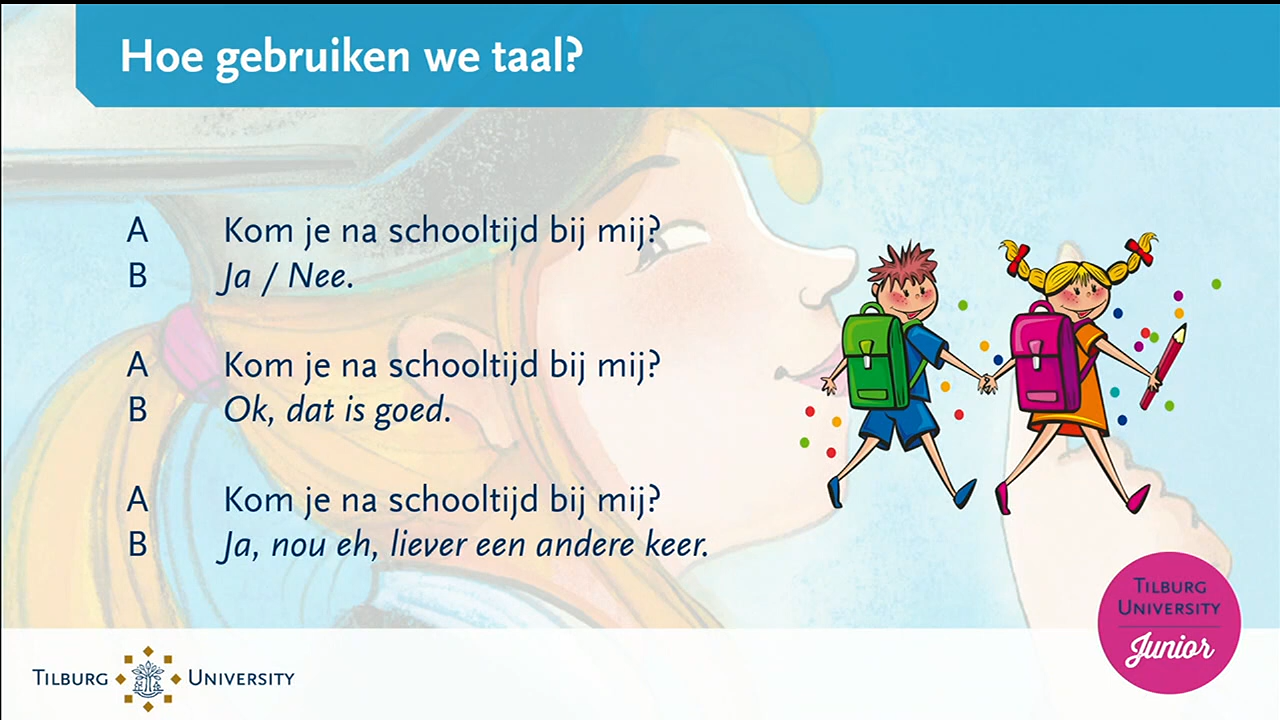 Hoe gebruiken we taal?
A Kom je na schooltijd bij mij?
B Ja / Nee.
A Kom je na schooltijd bij mij?
B Ok, dat is goed.
A Kom je na schooltijd bij mij?
B Ja, nou eh, liever een andere keer.
TILBURG
UNIVERSITY
Junior
TILBURG UNIVERSITY